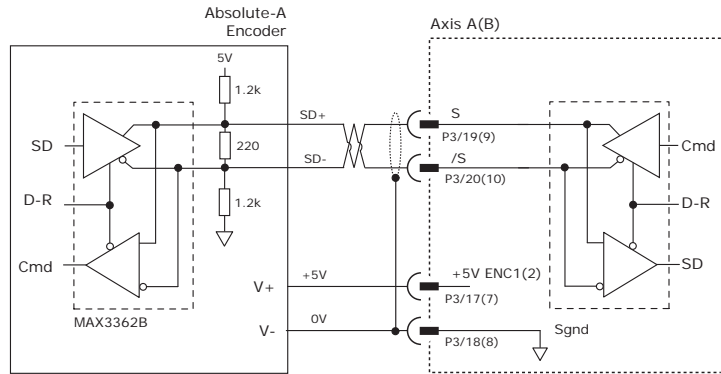 Absolute-A
Encoder
Axis A(B)
5V
1.2k
SD+
S
P3/19(9)
SD
220
Cmd
SD-
/S
P3/20(10)
D-R
1.2k
D-R
Cmd
+5V
+5V ENC1(2)
SD
V+
P3/17(7)
MAX3362B
0V
V-
P3/18(8)
Sgnd